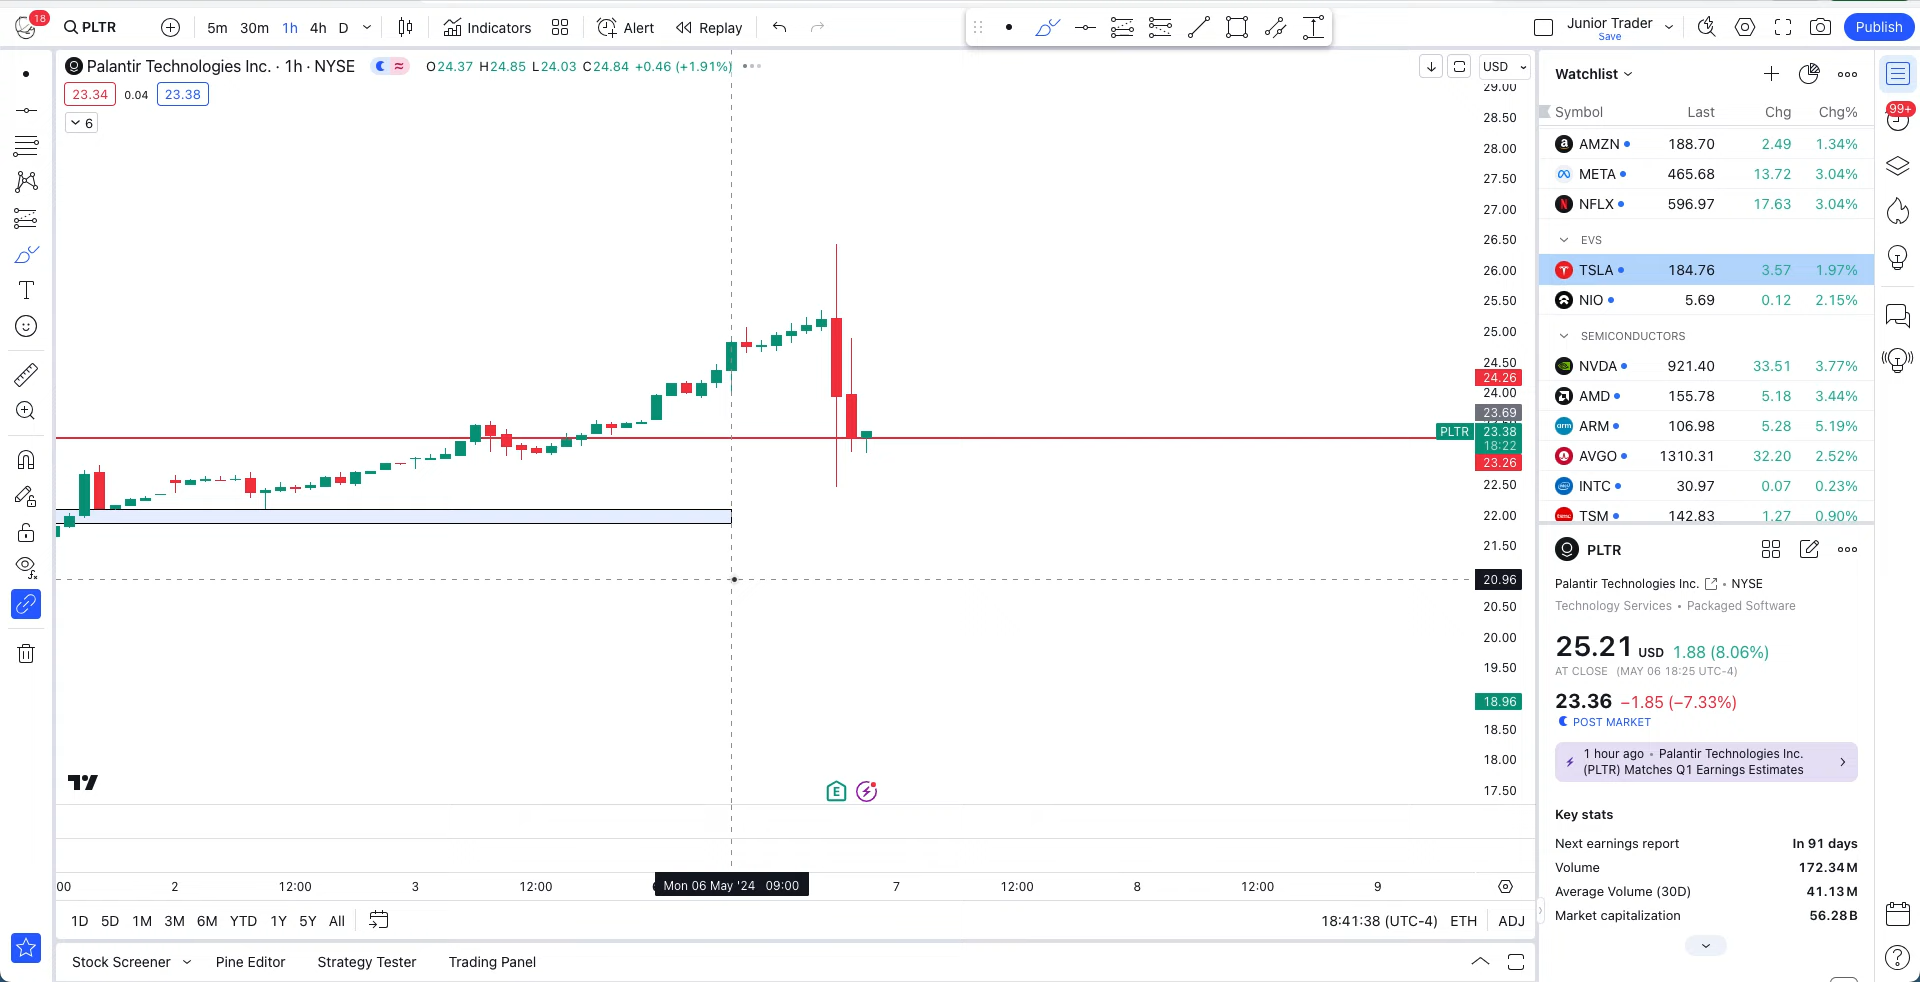 18
PLTR
5m 30m 1h 4h D
Indicators
Alert
Replay
Junior Trader
Save
Publish
Palantir Technologies Inc. · 1h · NYSE
O24.37 H24.85 L24.03 C24.84 +0.46 (+1.91%)
USD
23.34 0.04 23.38
6
29.00
28.50
28.00
27.50
27.00
26.50
26.00
25.50
25.00
24.50
24.26
24.00
23.69
PLTR 23.38
18:22
23.26
22.50
22.00
21.50
20.96
20.50
20.00
19.50
18.96
18.50
18.00
17.50
E
:00 2 12:00 3 12:00 Mon 06 May '24 09:00 7 12:00 8 12:00 9
1D 5D 1M 3M 6M YTD 1Y 5Y All
18:41:38 (UTC-4) ETH ADJ
Stock Screener Pine Editor Strategy Tester Trading Panel
Watchlist
Symbol Last Chg Chg%
AMZN 188.70 2.49 1.34%
META 465.68 13.72 3.04%
NFLX 596.97 17.63 3.04%
EVS
TSLA 184.76 3.57 1.97%
NIO 5.69 0.12 2.15%
SEMICONDUCTORS
NVDA 921.40 33.51 3.77%
AMD 155.78 5.18 3.44%
ARM 106.98 5.28 5.19%
AVGO 1310.31 32.20 2.52%
INTC 30.97 0.07 0.23%
TSM 142.83 1.27 0.90%
PLTR
Palantir Technologies Inc. • NYSE
Technology Services • Packaged Software
25.21 USD 1.88 (8.06%)
AT CLOSE (MAY 06 18:25 UTC-4)
23.36 −1.85 (−7.33%)
POST MARKET
1 hour ago • Palantir Technologies Inc.
(PLTR) Matches Q1 Earnings Estimates
Key stats
Next earnings report In 91 days
Volume 172.34M
Average Volume (30D) 41.13M
Market capitalization 56.28B
99+